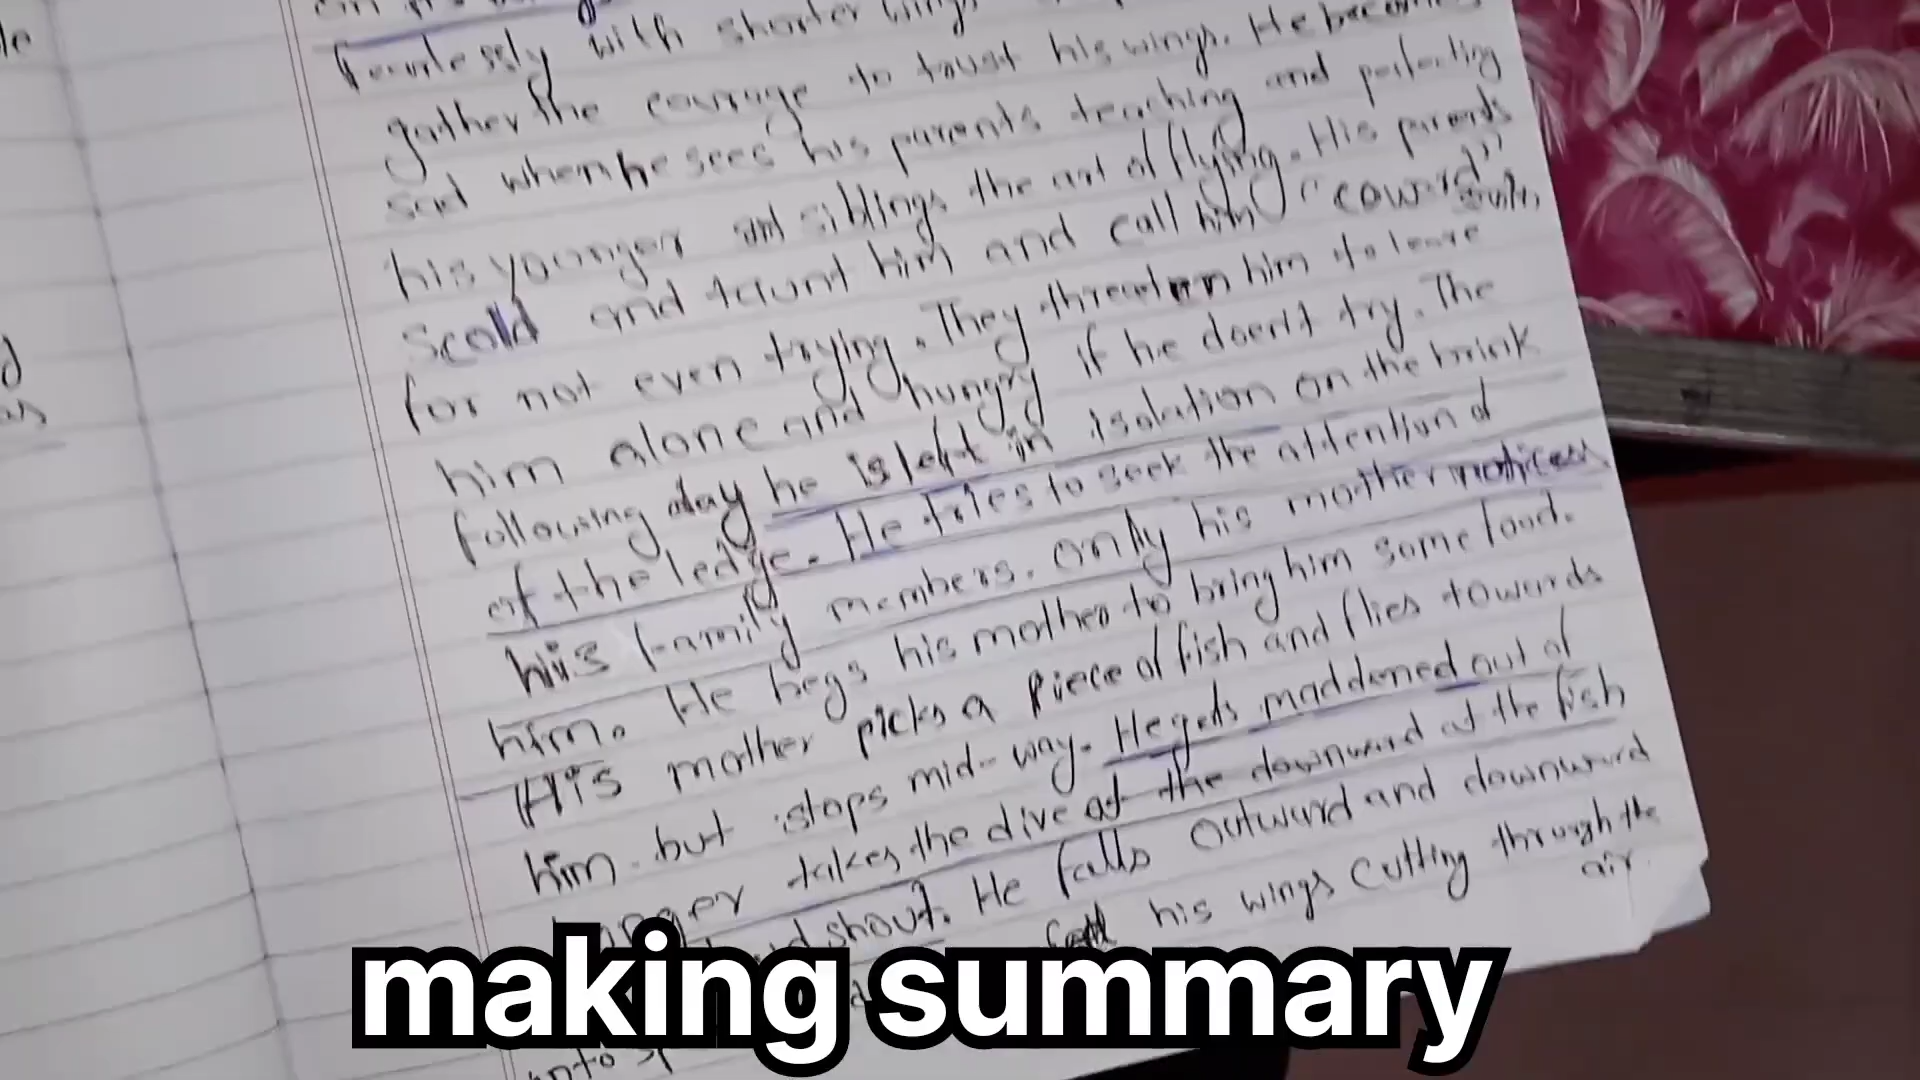 fearlessly with shorter wings
gather the courage to trust his wings. He becomes
sad when he sees his parents teaching and perfecting
his younger siblings the art of flying. His parents
scold and taunt him and call him "coward"
for not even trying. They threaten him to leave
him alone and hungry if he doesn't try. The
following day he is left in isolation on the brink
of the ledge. He tries to seek the attention of
his family members. only his mother notices
him. He begs his mother to bring him some food.
His mother picks a piece of fish and flies towards
him. but stops mid-way. He gets maddened out of
hunger takes the dive at the downward at the fish
shout. He falls outward and downward
his wings cutting through the
air.
making summary